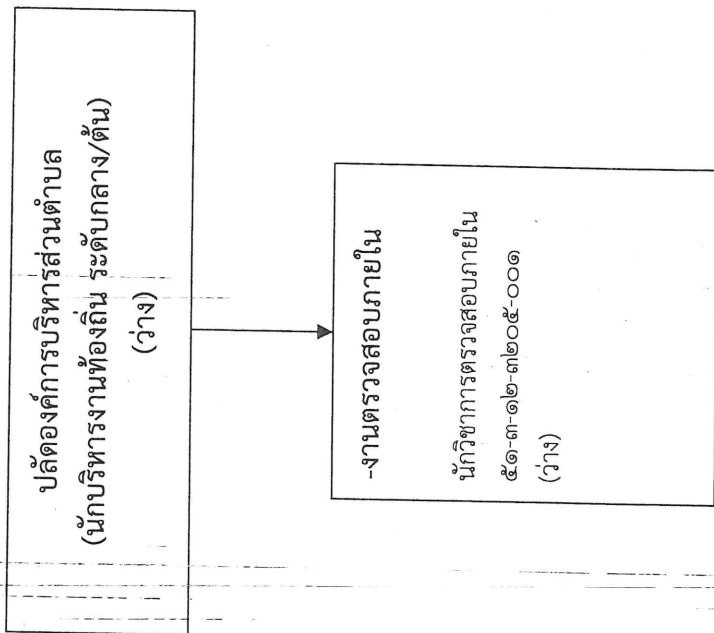 ปลัดองค์การบริหารส่วนตำบล
(นักบริหารงานท้องถิ่น ระดับกลาง/ต้น)
(ว่าง)
-งานตรวจสอบภายใน
นักวิชาการตรวจสอบภายใน
๕๑-๓-๑๒-๓๒๐๕-๐๐๑
(ว่าง)